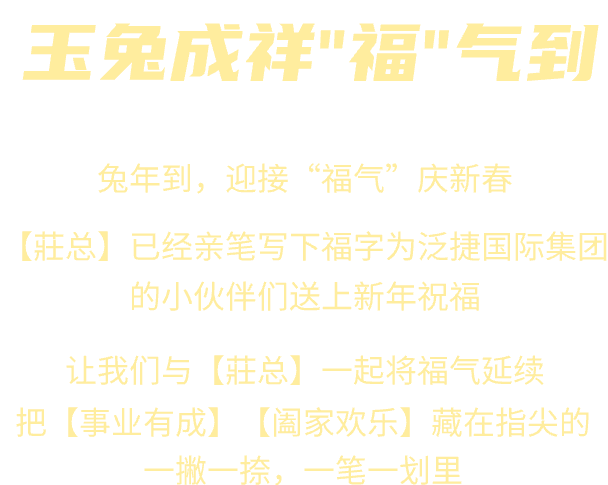 玉兔成祥"福"气到
兔年到，迎接“福气”庆新春
【莊总】已经亲笔写下福字为泛捷国际集团
的小伙伴们送上新年祝福
让我们与【莊总】一起将福气延续
把【事业有成】【阖家欢乐】藏在指尖的
一撇一捺，一笔一划里